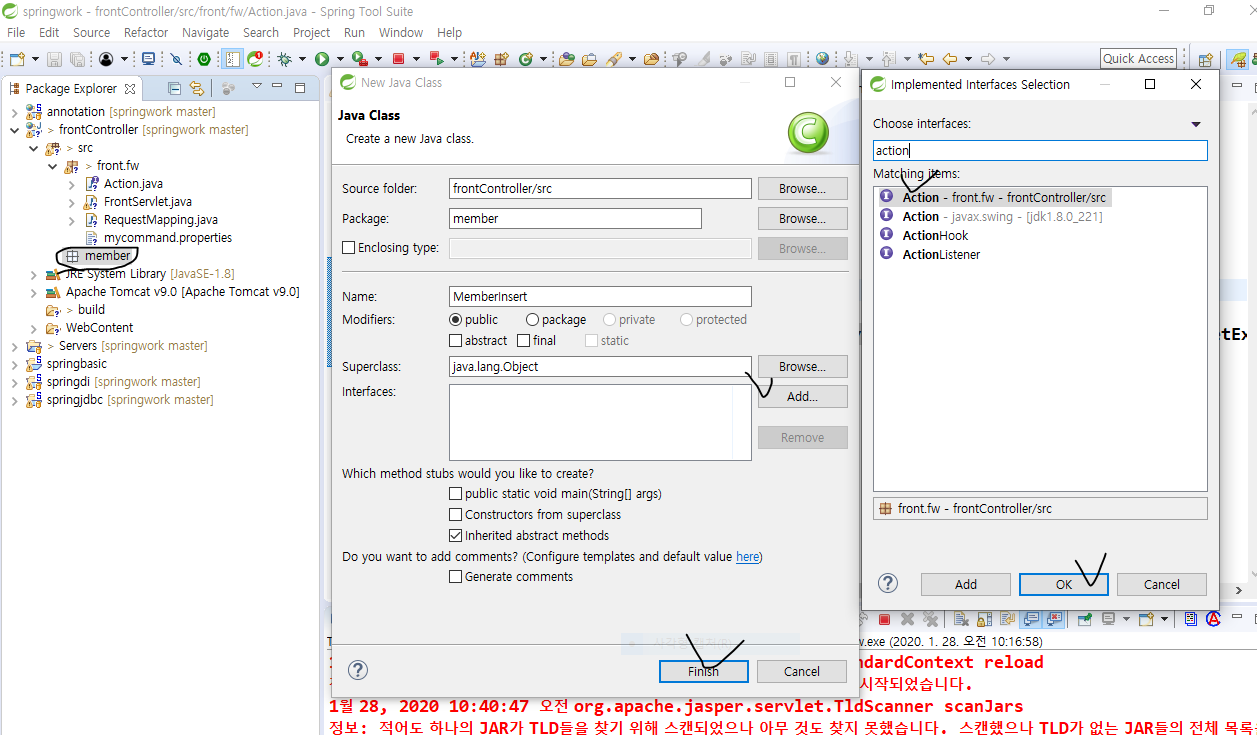 springwork - frontController/src/front/fw/Action.java - Spring Tool Suite
File Edit Source Refactor Navigate Search Project Run Window Help
Quick Access
Package Explorer
annotation [springwork master]
> frontController [springwork master]
> src
> front.fw
Action.java
FrontServlet.java
RequestMapping.java
mycommand.properties
member
JRE System Library [JavaSE-1.8]
Apache Tomcat v9.0 [Apache Tomcat v9.0]
> build
WebContent
> Servers [springwork master]
springbasic
springdi [springwork master]
springjdbc [springwork master]
New Java Class
Java Class
Create a new Java class.
Source folder: frontController/src Browse...
Package: member Browse...
Enclosing type: Browse...
Name: MemberInsert
Modifiers: public package private protected
abstract final static
Superclass: java.lang.Object Browse...
Interfaces: Add...
Remove
Which method stubs would you like to create?
public static void main(String[] args)
Constructors from superclass
Inherited abstract methods
Do you want to add comments? (Configure templates and default value here)
Generate comments
Finish Cancel
Implemented Interfaces Selection
Choose interfaces:
action
Matching items:
Action - front.fw - frontController/src
Action - javax.swing - [jdk1.8.0_221]
ActionHook
ActionListener
front.fw - frontController/src
Add OK Cancel
etEx
w.exe (2020. 1. 28. 오전 10:16:58)
ndardContext reload
시작되었습니다.
1월 28, 2020 10:40:47 오전 org.apache.jasper.servlet.TldScanner scanJars
정보: 적어도 하나의 JAR가 TLD들을 찾기 위해 스캔되었으나 아무 것도 찾지 못했습니다. 스캔했으나 TLD가 없는 JAR들의 전체 목록